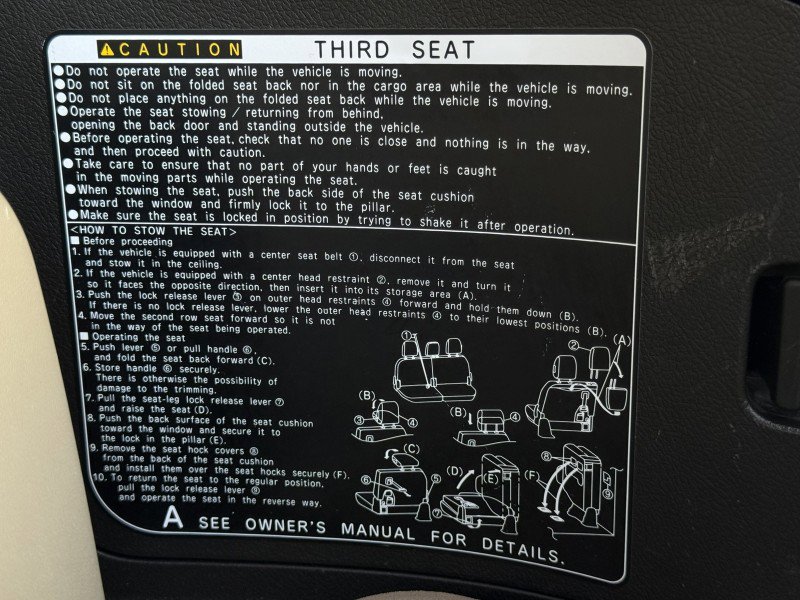 ⚠CAUTION THIRD SEAT
●Do not operate the seat while the vehicle is moving.
●Do not sit on the folded seat back nor in the cargo area while the vehicle is moving.
●Do not place anything on the folded seat back while the vehicle is moving.
●Operate the seat stowing / returning from behind,
opening the back door and standing outside the vehicle.
●Before operating the seat, check that no one is close and nothing is in the way,
and then proceed with caution.
●Take care to ensure that no part of your hands or feet is caught
in the moving parts while operating the seat.
●When stowing the seat, push the back side of the seat cushion
toward the window and firmly lock it to the pillar.
●Make sure the seat is locked in position by trying to shake it after operation.
<HOW TO STOW THE SEAT>
■ Before proceeding
1. If the vehicle is equipped with a center seat belt ①, disconnect it from the seat
and stow it in the ceiling.
2. If the vehicle is equipped with a center head restraint ②, remove it and turn it
so it faces the opposite direction, then insert it into its storage area (A).
3. Push the lock release lever ③ on outer head restraints ④ forward and hold them down (B).
If there is no lock release lever, lower the outer head restraints ④ to their lowest positions (B).
4. Move the second row seat forward so it is not
in the way of the seat being operated.
■ Operating the seat
5. Push lever ⑤ or pull handle ⑥,
and fold the seat back forward (C).
6. Store handle ⑥ securely.
There is otherwise the possibility of
damage to the trimming.
7. Pull the seat-leg lock release lever ⑦
and raise the seat (D).
8. Push the back surface of the seat cushion
toward the window and secure it to
the lock in the pillar (E).
9. Remove the seat hock covers ⑧
from the back of the seat cushion
and install them over the seat hocks securely (F).
10. To return the seat to the regular position,
pull the lock release lever ⑨
and operate the seat in the reverse way.
① ② (A)
(B) ③ ④ (B) ④
(C) ⑥ ⑤ (D) (E) ⑦ ⑧ (F) ⑨
A SEE OWNER'S MANUAL FOR DETAILS.